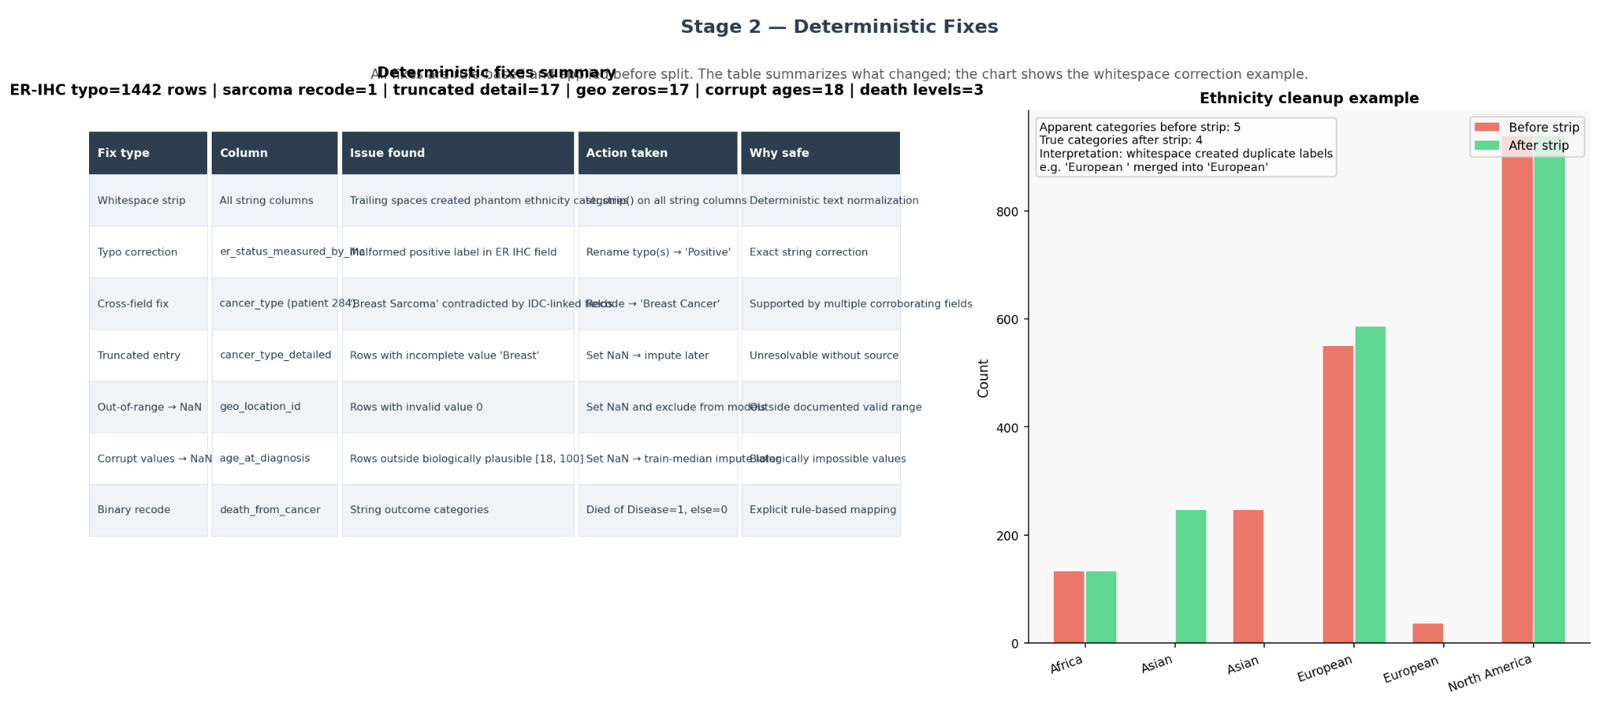 Stage 2 — Deterministic Fixes
All fixes are rule-based and applied before split. The table summarizes what changed; the chart shows the whitespace correction example.
Deterministic fixes summary
ER-IHC typo=1442 rows | sarcoma recode=1 | truncated detail=17 | geo zeros=17 | corrupt ages=18 | death levels=3
Fix type Column Issue found Action taken Why safe
Whitespace strip All string columns Trailing spaces created phantom ethnicity categories str.strip() on all string columns Deterministic text normalization
Typo correction er_status_measured_by_ihc Malformed positive label in ER IHC field Rename typo(s) → 'Positive' Exact string correction
Cross-field fix cancer_type (patient 284) 'Breast Sarcoma' contradicted by IDC-linked fields Recode → 'Breast Cancer' Supported by multiple corroborating fields
Truncated entry cancer_type_detailed Rows with incomplete value 'Breast' Set NaN → impute later Unresolvable without source
Out-of-range → NaN geo_location_id Rows with invalid value 0 Set NaN and exclude from models Outside documented valid range
Corrupt values → NaN age_at_diagnosis Rows outside biologically plausible [18, 100] Set NaN → train-median impute later Biologically impossible values
Binary recode death_from_cancer String outcome categories Died of Disease=1, else=0 Explicit rule-based mapping
Ethnicity cleanup example
Apparent categories before strip: 5
True categories after strip: 4
Interpretation: whitespace created duplicate labels
e.g. 'European ' merged into 'European'
Before strip
After strip
Count
800
600
400
200
0
Africa
Asian
Asian
European
European
North America